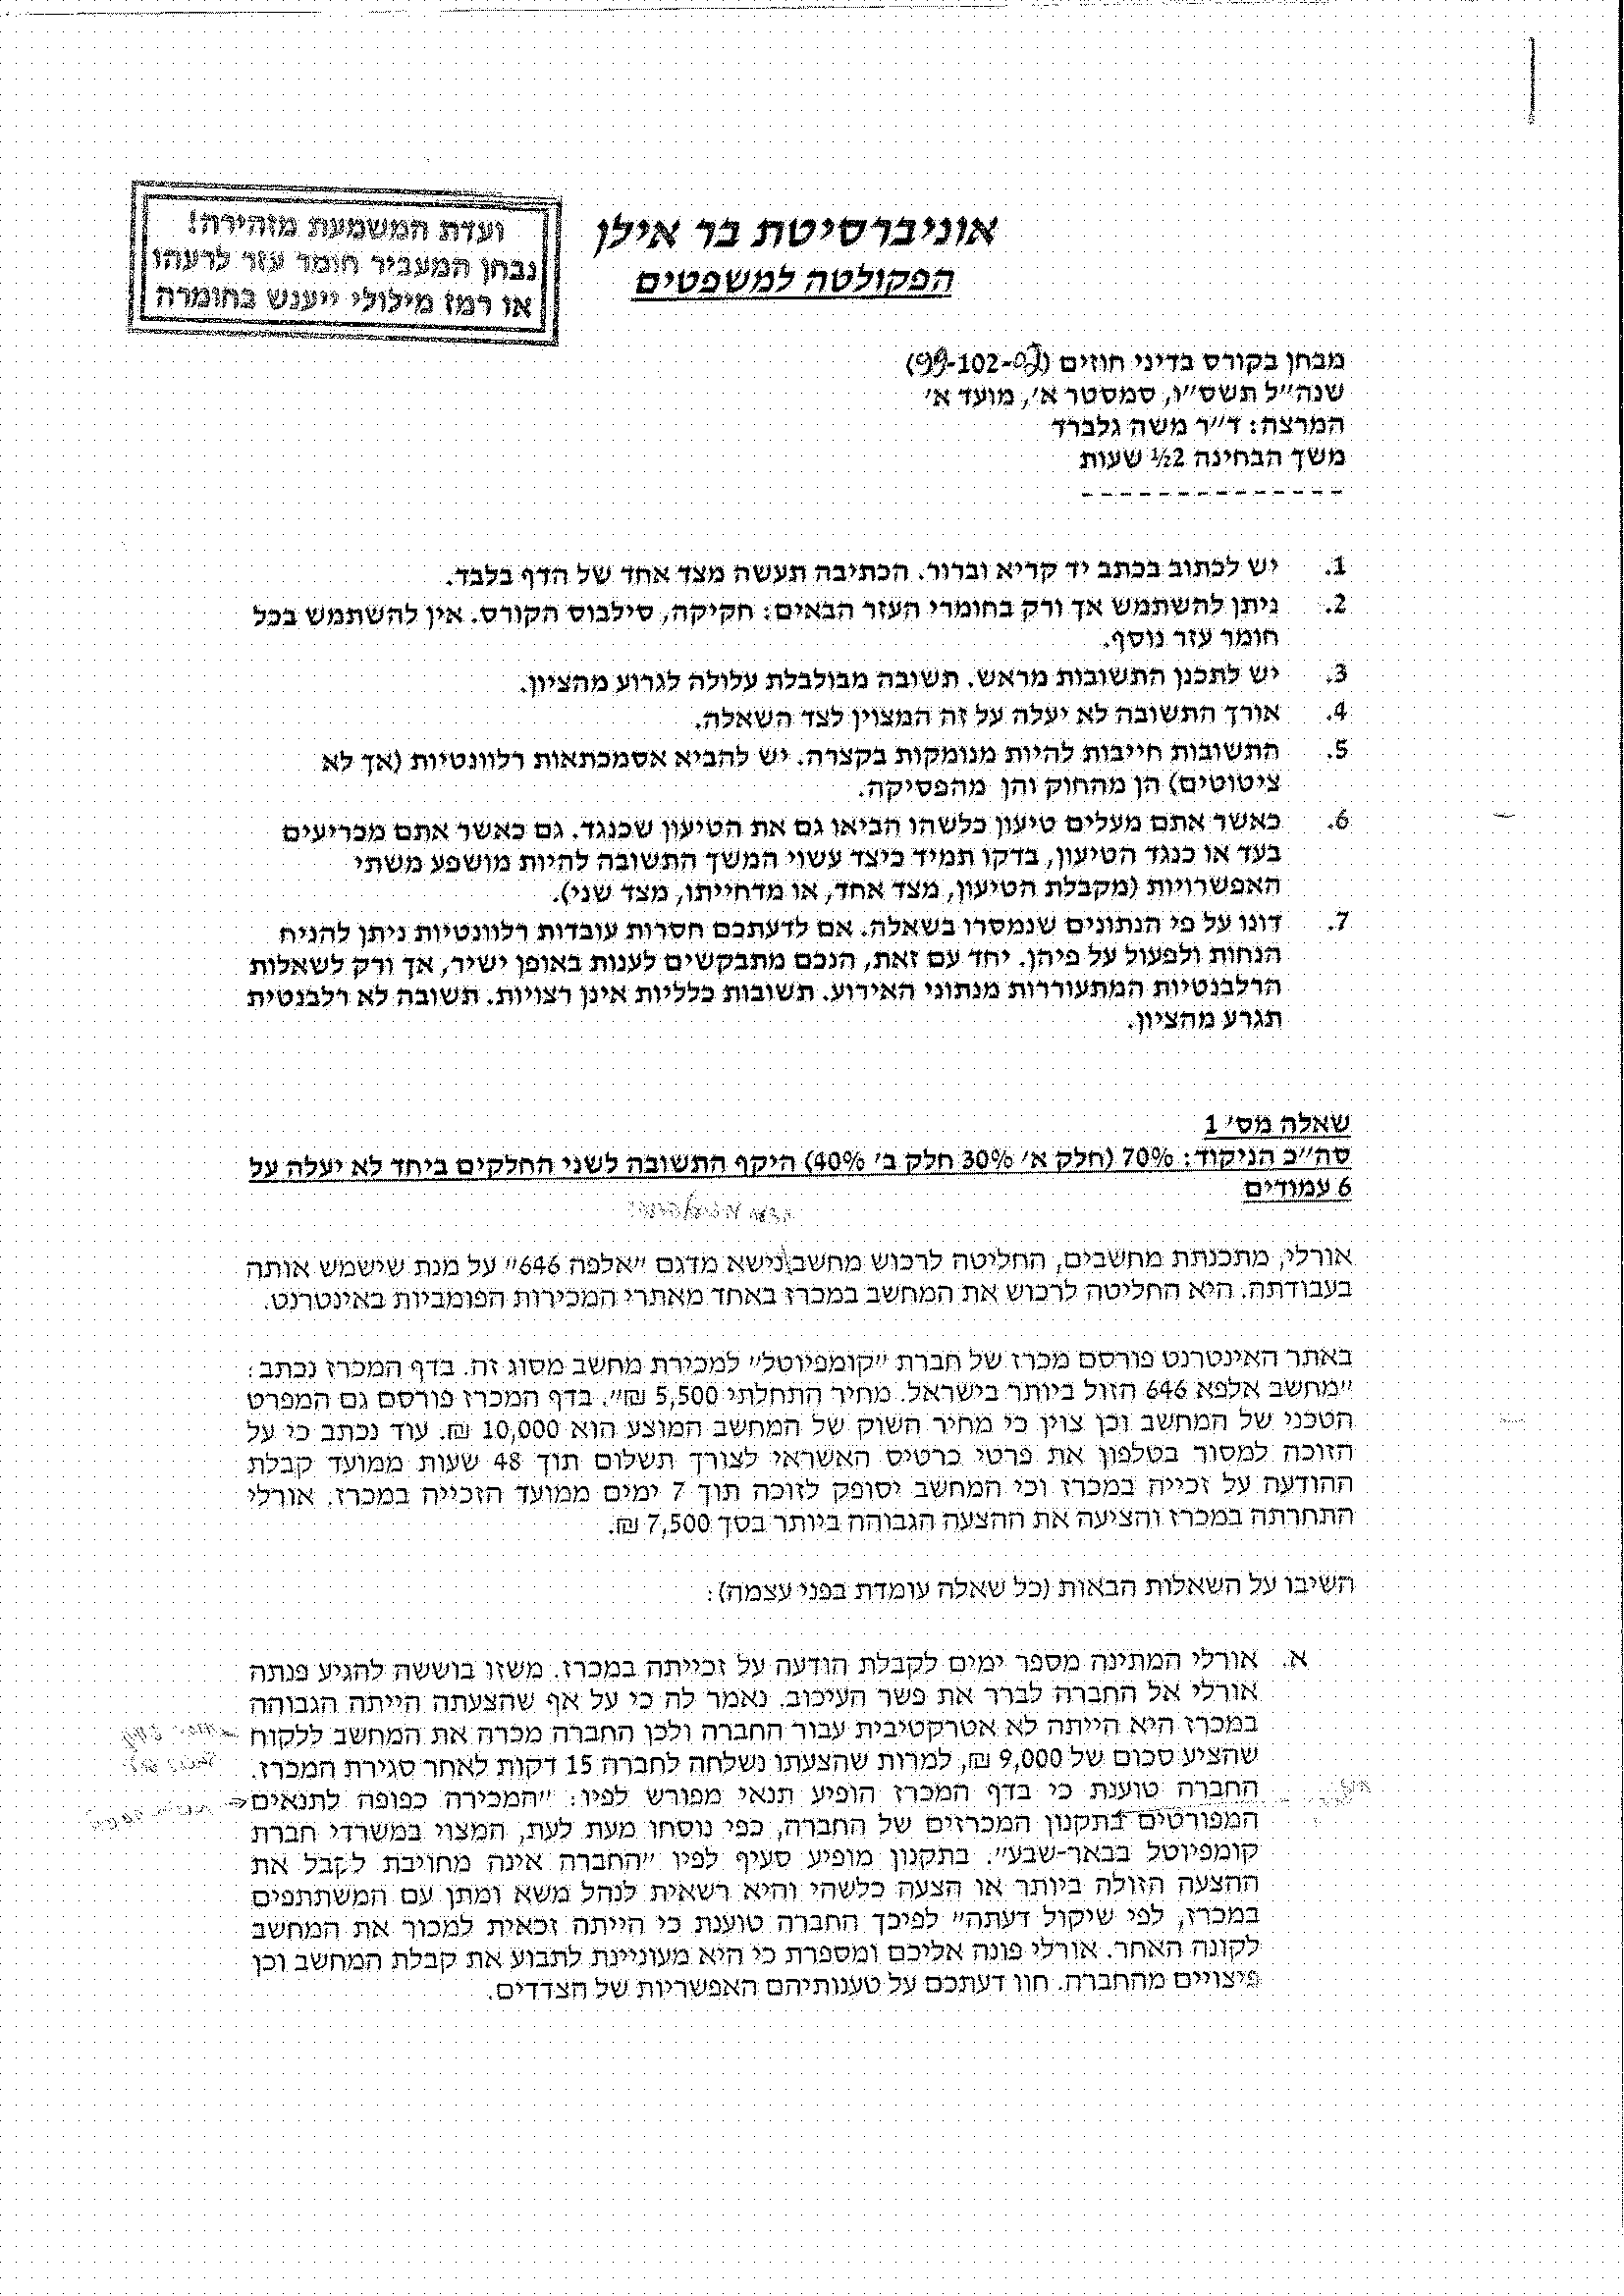 ועדת המשמעת מזהירה!
נבחן המעביר חומר עזר לרעהו
או רמז מילולי ייענש בחומרה
אוניברסיטת בר אילן
הפקולטה למשפטים
מבחן בקורס בדיני חוזים (99-102-03)
שנה״ל תשס״ו, סמסטר א׳, מועד א׳
המרצה: ד״ר משה גלברד
משך הבחינה 2½ שעות
---------------
1. יש לכתוב בכתב יד קריא וברור. הכתיבה תעשה מצד אחד של הדף בלבד.
2. ניתן להשתמש אך ורק בחומרי העזר הבאים: חקיקה, סילבוס הקורס. אין להשתמש בכל
חומר עזר נוסף.
3. יש לתכנן התשובות מראש. תשובה מבולבלת עלולה לגרוע מהציון.
4. אורך התשובה לא יעלה על זה המצוין לצד השאלה.
5. התשובות חייבות להיות מנומקות בקצרה. יש להביא אסמכתאות רלוונטיות (אך לא
ציטוטים) הן מהחוק והן מהפסיקה.
6. כאשר אתם מעלים טיעון כלשהו הביאו גם את הטיעון שכנגד. גם כאשר אתם מכריעים
בעד או כנגד הטיעון, בדקו תמיד כיצד עשוי המשך התשובה להיות מושפע משתי
האפשרויות (מקבלת הטיעון, מצד אחד, או מדחייתו, מצד שני).
7. דונו על פי הנתונים שנמסרו בשאלה. אם לדעתכם חסרות עובדות רלוונטיות ניתן להניח
הנחות ולפעול על פיהן. יחד עם זאת, הנכם מתבקשים לענות באופן ישיר, אך ורק לשאלות
הרלבנטיות המתעוררות מנתוני האירוע. תשובות כלליות אינן רצויות. תשובה לא רלבנטית
תגרע מהציון.
שאלה מס׳ 1
סה״כ הניקוד: 70% (חלק א׳ 30% חלק ב׳ 40%) היקף התשובה לשני החלקים ביחד לא יעלה על
6 עמודים
אורלי, מתכנתת מחשבים, החליטה לרכוש מחשב נישא מדגם ״אלפה 646״ על מנת שישמש אותה
בעבודתה. היא החליטה לרכוש את המחשב במכרז באחד מאתרי המכירות הפומביות באינטרנט.
באתר האינטרנט פורסם מכרז של חברת ״קומפיוטל״ למכירת מחשב מסוג זה. בדף המכרז נכתב:
״מחשב אלפא 646 הזול ביותר בישראל. מחיר התחלתי 5,500 ₪״. בדף המכרז פורסם גם המפרט
הטכני של המחשב וכן צוין כי מחיר השוק של המחשב המוצע הוא 10,000 ₪. עוד נכתב כי על
הזוכה למסור בטלפון את פרטי כרטיס האשראי לצורך תשלום תוך 48 שעות ממועד קבלת
ההודעה על זכייה במכרז וכי המחשב יסופק לזוכה תוך 7 ימים ממועד הזכייה במכרז. אורלי
התחרתה במכרז והציעה את ההצעה הגבוהה ביותר בסך 7,500 ₪.
השיבו על השאלות הבאות (כל שאלה עומדת בפני עצמה):
א. אורלי המתינה מספר ימים לקבלת הודעה על זכייתה במכרז. משזו בוששה להגיע פנתה
אורלי אל החברה לברר את פשר העיכוב. נאמר לה כי על אף שהצעתה הייתה הגבוהה
במכרז היא הייתה לא אטרקטיבית עבור החברה ולכן החברה מכרה את המחשב ללקוח
שהציע סכום של 9,000 ₪, למרות שהצעתו נשלחה לחברה 15 דקות לאחר סגירת המכרז.
החברה טוענת כי בדף המכרז הופיע תנאי מפורש לפיו: ״המכירה כפופה לתנאים
המפורטים בתקנון המכרזים של החברה, כפי נוסחו מעת לעת, המצוי במשרדי חברת
קומפיוטל בבאר-שבע״. בתקנון מופיע סעיף לפיו ״החברה אינה מחויבת לקבל את
ההצעה הזולה ביותר או הצעה כלשהי והיא רשאית לנהל משא ומתן עם המשתתפים
במכרז, לפי שיקול דעתה״ לפיכך החברה טוענת כי הייתה זכאית למכור את המחשב
לקונה האחר. אורלי פונה אליכם ומספרת כי היא מעוניינת לתבוע את קבלת המחשב וכן
פיצויים מהחברה. חוו דעתכם על טענותיהם האפשריות של הצדדים.